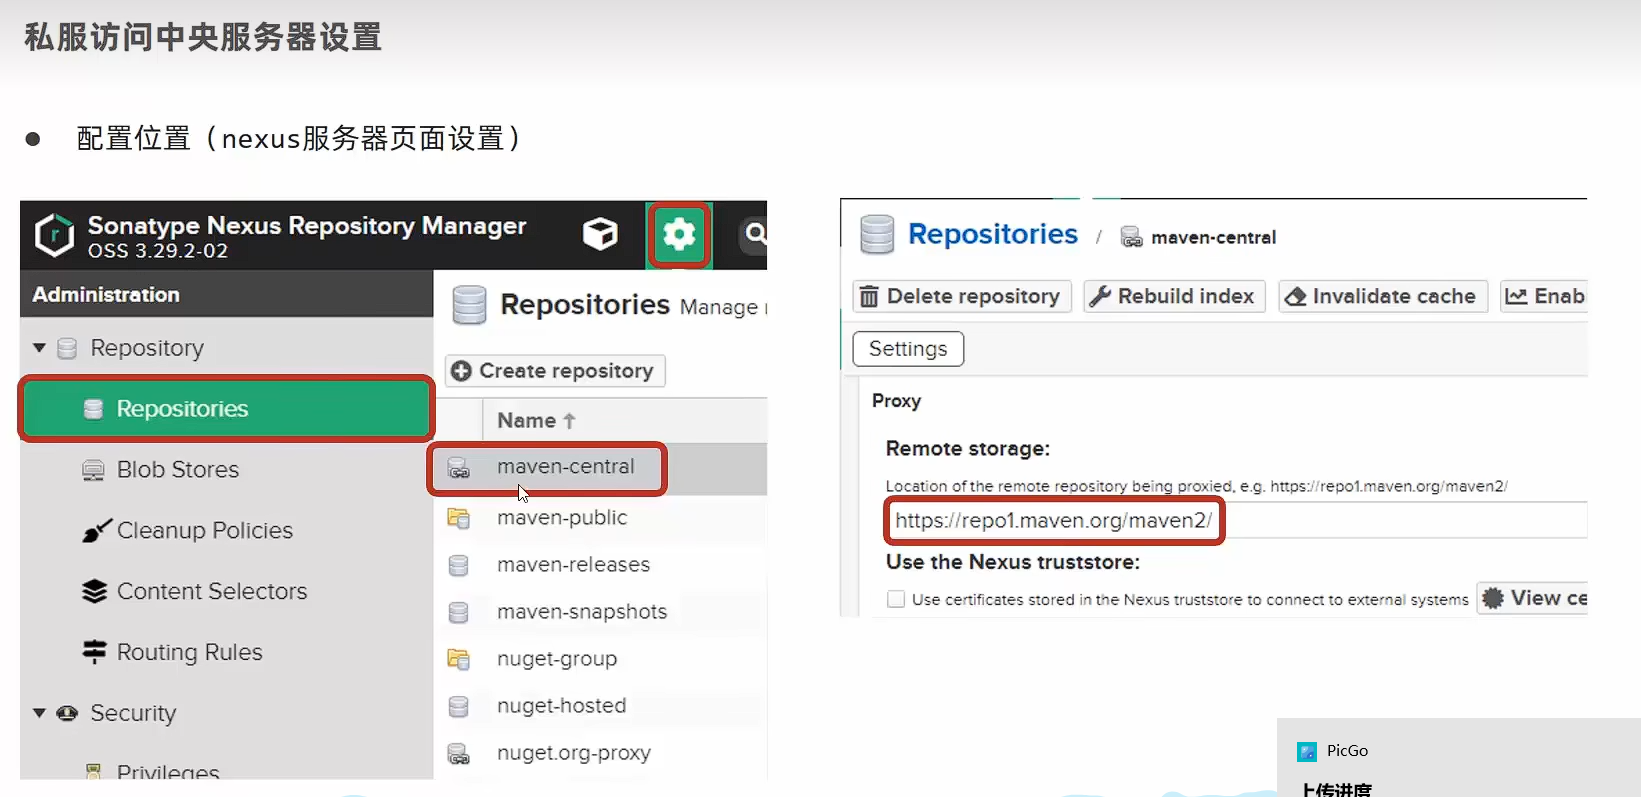 私服访问中央服务器设置
● 配置位置（nexus服务器页面设置）
Sonatype Nexus Repository Manager
OSS 3.29.2-02
Administration
Repository
Repositories
Blob Stores
Cleanup Policies
Content Selectors
Routing Rules
Security
Privileges
Repositories Manage
Create repository
Name
maven-central
maven-public
maven-releases
maven-snapshots
nuget-group
nuget-hosted
nuget.org-proxy
Repositories / maven-central
Delete repository Rebuild index Invalidate cache Enab
Settings
Proxy
Remote storage:
Location of the remote repository being proxied, e.g. https://repo1.maven.org/maven2/
https://repo1.maven.org/maven2/
Use the Nexus truststore:
Use certificates stored in the Nexus truststore to connect to external systems View ce
PicGo
上传进度